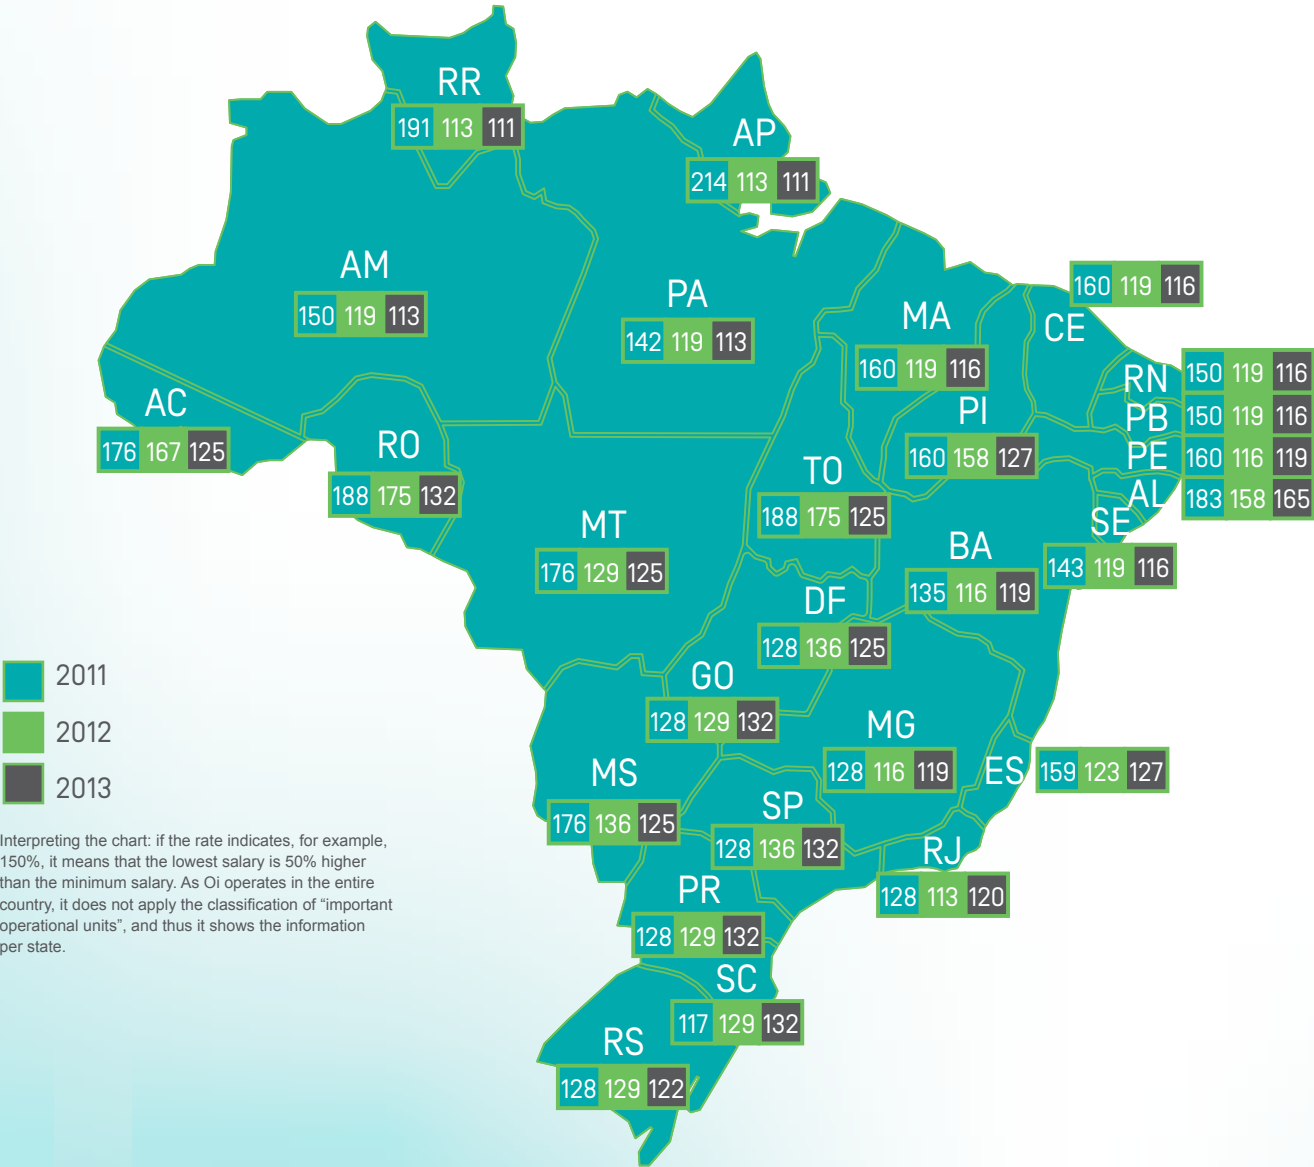 RR
191 113 111
AP
214 113 111
AM
150 119 113
PA
142 119 113
MA
160 119 116
160 119 116
CE
RN 150 119 116
PB 150 119 116
PE 160 116 119
AL 183 158 165
AC
176 167 125
RO
188 175 132
PI
160 158 127
TO
188 175 125
SE
143 119 116
MT
176 129 125
BA
135 116 119
DF
128 136 125
GO
128 129 132
MG
128 116 119
ES 159 123 127
MS
176 136 125
SP
128 136 132
RJ
128 113 120
PR
128 129 132
SC
117 129 132
RS
128 129 122
2011
2012
2013
Interpreting the chart: if the rate indicates, for example,
150%, it means that the lowest salary is 50% higher
than the minimum salary. As Oi operates in the entire
country, it does not apply the classification of “important
operational units”, and thus it shows the information
per state.